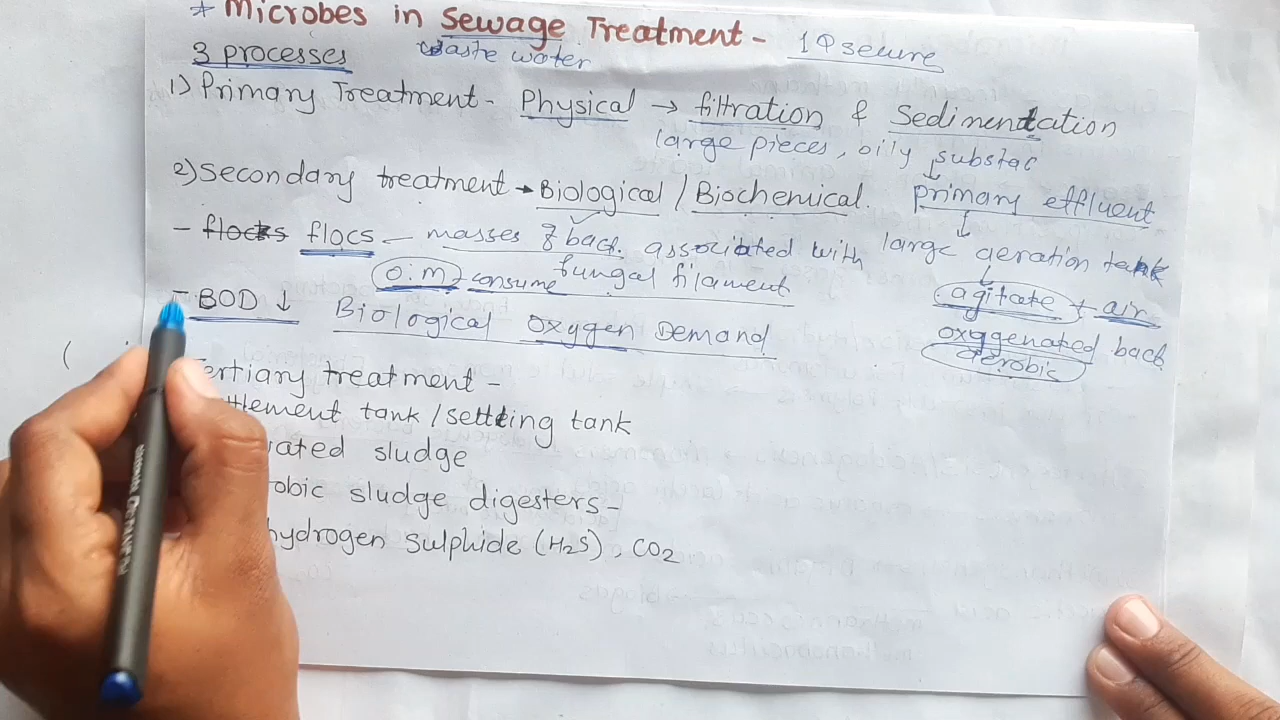 * Microbes in Sewage Treatment - 1 Q secure
3 processes waste water
1) Primary Treatment - Physical → filtration & Sedimentation
large pieces, oily substac
2) Secondary treatment → Biological / Biochemical. primary effluent
- flocks flocs - masses of bact. associated with large aeration tank
O.M consume fungal filament agitate + air
- BOD ↓ Biological Oxygen Demand oxygenated back
aerobic
ertiary treatment -
ttlement tank / settling tank
vated sludge
obic sludge digesters -
hydrogen sulphide (H2S), CO2